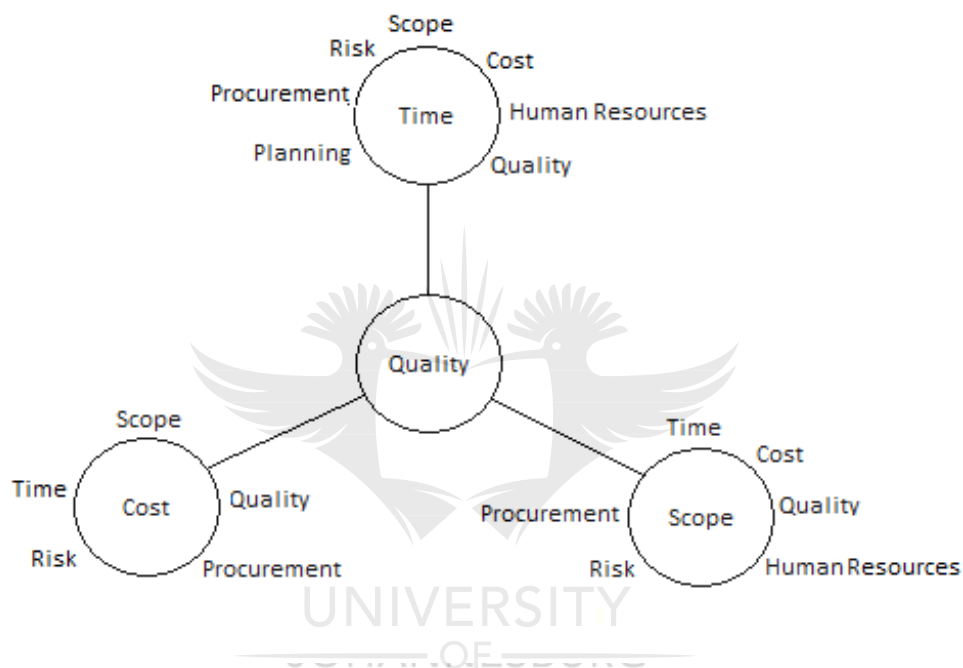 Scope
Risk
Cost
Procurement
Time
Human Resources
Planning
Quality
Quality
Scope
Time
Cost
Quality
Risk
Procurement
Time
Cost
Procurement
Scope
Quality
Risk
Human Resources
UNIVERSITY
OF